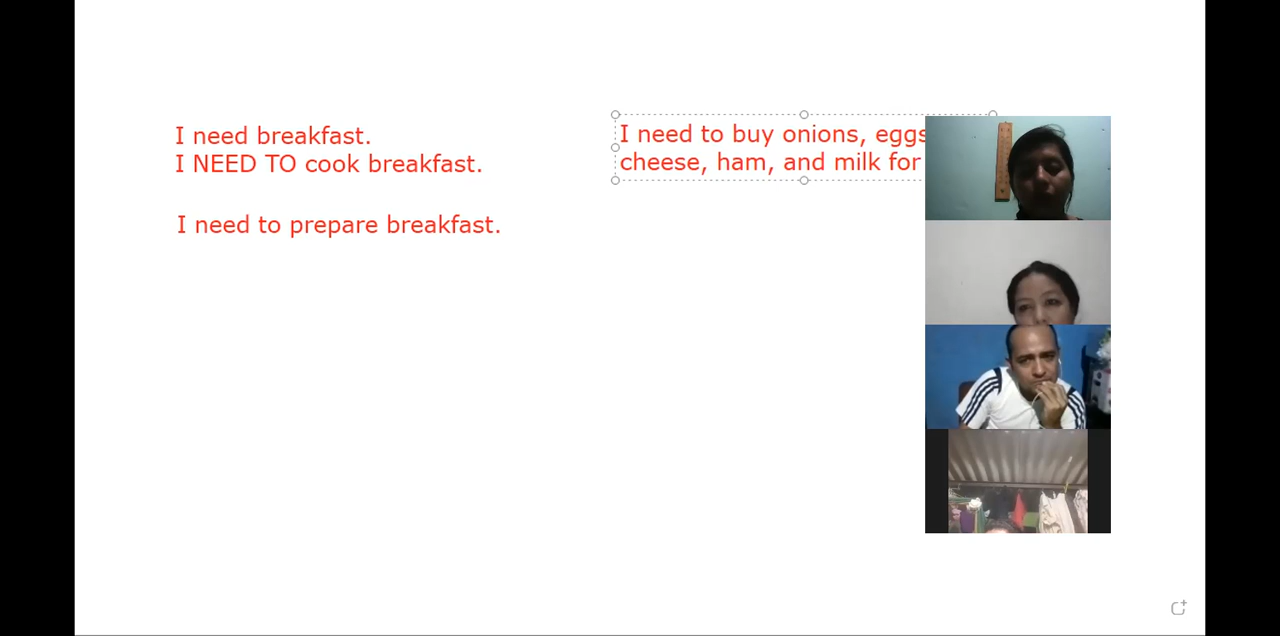 I need breakfast.
I NEED TO cook breakfast.
I need to prepare breakfast.
I need to buy onions, eggs
cheese, ham, and milk for